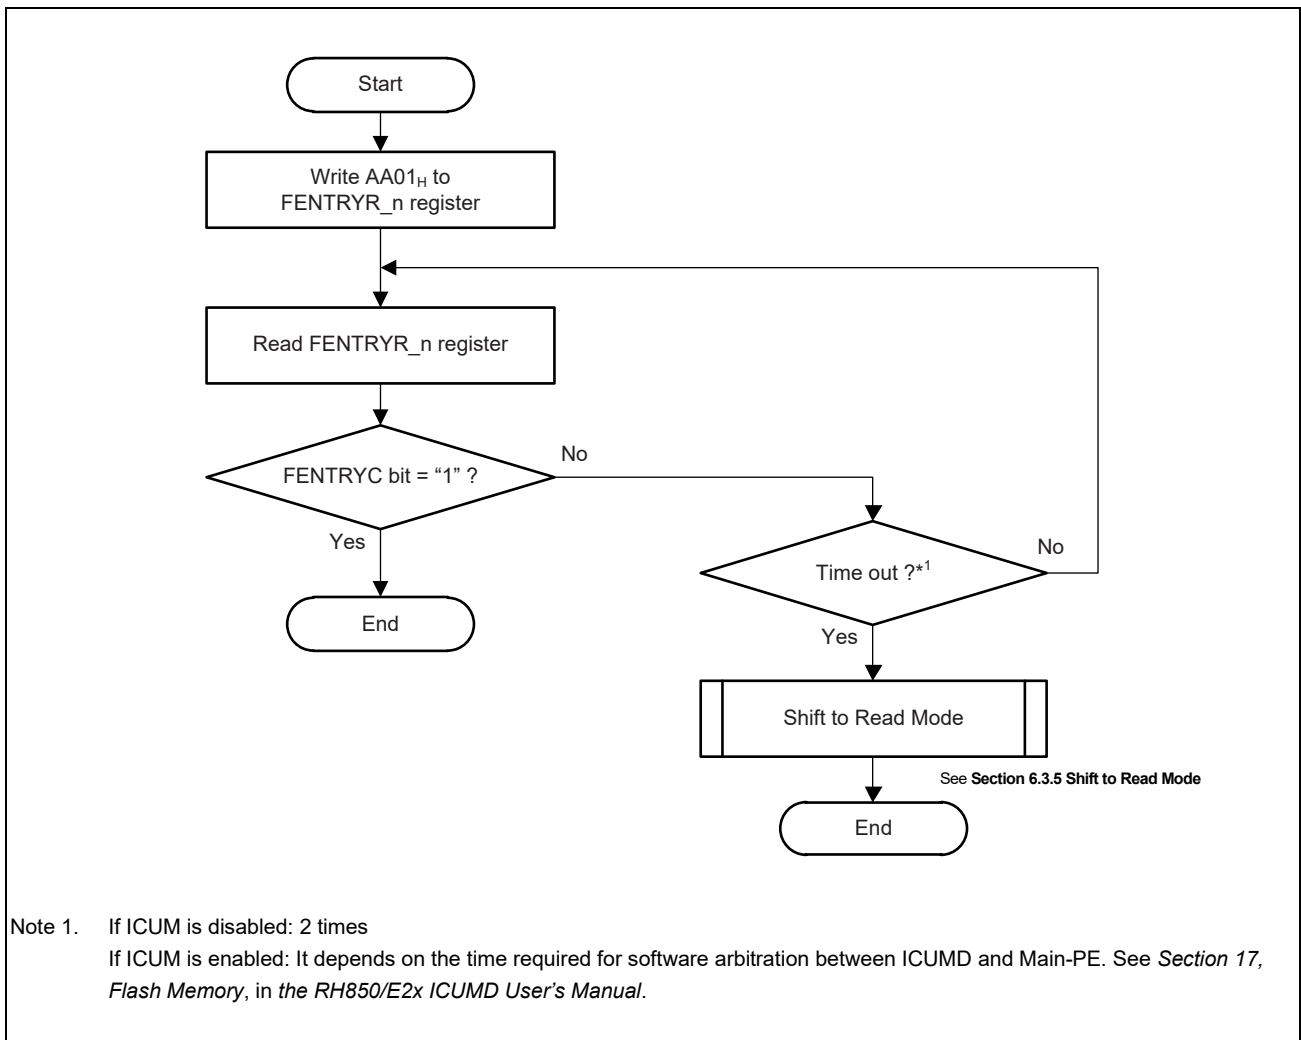 Start
Write AA01H to
FENTRYR_n register
Read FENTRYR_n register
FENTRYC bit = “1” ?
No
Yes
End
Time out ?*1
No
Yes
Shift to Read Mode
See Section 6.3.5 Shift to Read Mode
End
Note 1. If ICUM is disabled: 2 times
If ICUM is enabled: It depends on the time required for software arbitration between ICUMD and Main-PE. See Section 17,
Flash Memory, in the RH850/E2x ICUMD User's Manual.